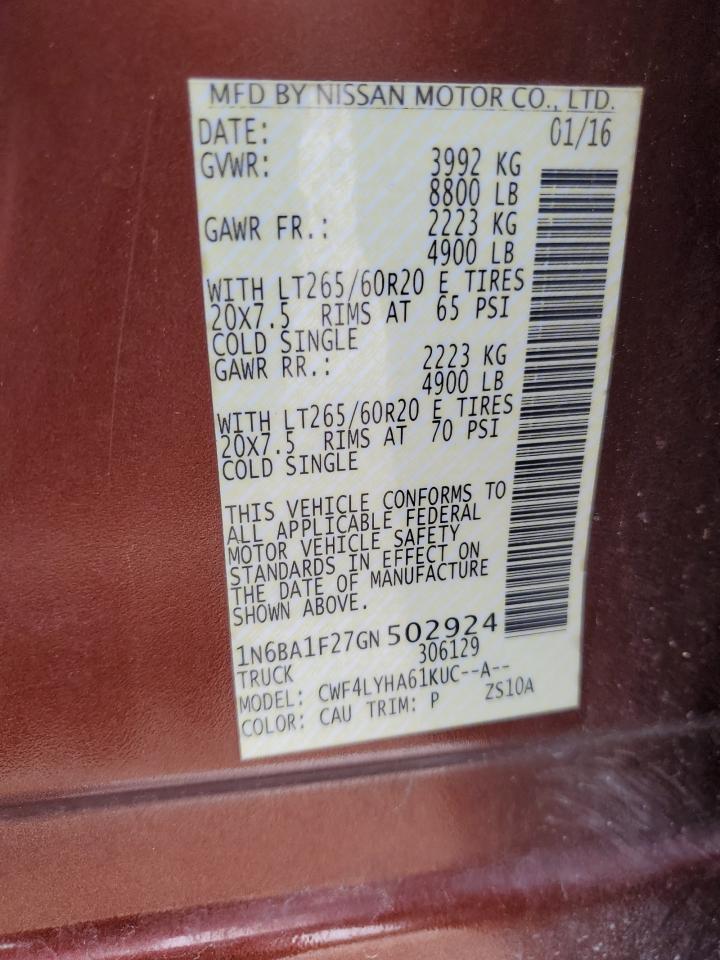 MFD BY NISSAN MOTOR CO., LTD.
DATE: 01/16
GVWR: 3992 KG
8800 LB
GAWR FR.: 2223 KG
4900 LB
WITH LT265/60R20 E TIRES
20X7.5 RIMS AT 65 PSI
COLD SINGLE
GAWR RR.: 2223 KG
4900 LB
WITH LT265/60R20 E TIRES
20X7.5 RIMS AT 70 PSI
COLD SINGLE
THIS VEHICLE CONFORMS TO
ALL APPLICABLE FEDERAL
MOTOR VEHICLE SAFETY
STANDARDS IN EFFECT ON
THE DATE OF MANUFACTURE
SHOWN ABOVE.
1N6BA1F27GN 502924
TRUCK 306129
MODEL: CWF4LYHA61KUC--A--
COLOR: CAU TRIM: P ZS10A